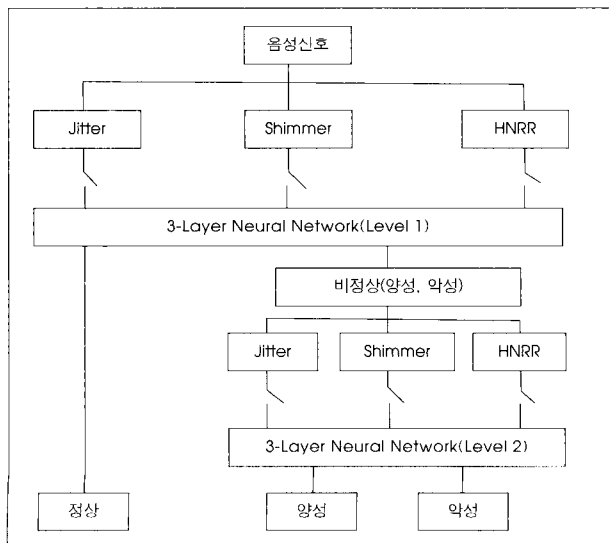 음성신호
Jitter Shimmer HNRR
3-Layer Neural Network(Level 1)
비정상(양성, 악성)
Jitter Shimmer HNRR
3-Layer Neural Network(Level 2)
정상 양성 악성